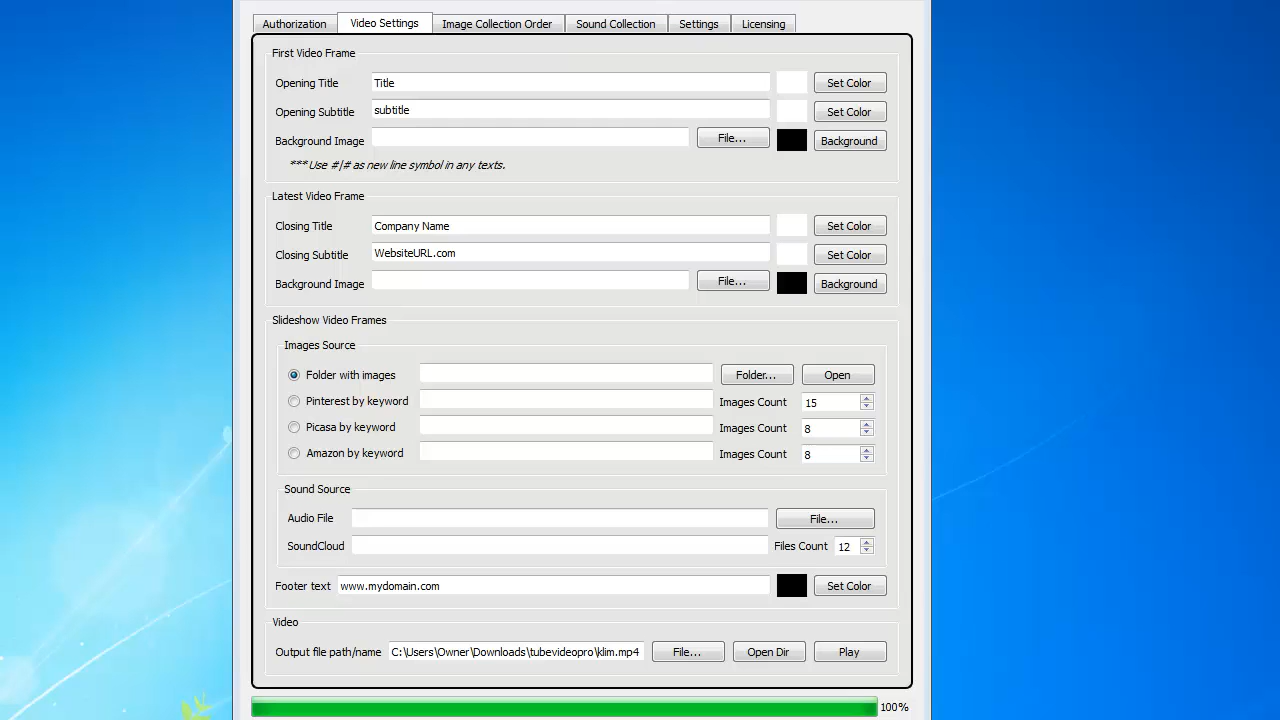 Authorization Video Settings Image Collection Order Sound Collection Settings Licensing
First Video Frame
Opening Title Title Set Color
Opening Subtitle subtitle Set Color
Background Image File... Background
***Use #|# as new line symbol in any texts.
Latest Video Frame
Closing Title Company Name Set Color
Closing Subtitle WebsiteURL.com Set Color
Background Image File... Background
Slideshow Video Frames
Images Source
Folder with images Folder... Open
Pinterest by keyword Images Count 15
Picasa by keyword Images Count 8
Amazon by keyword Images Count 8
Sound Source
Audio File File...
SoundCloud Files Count 12
Footer text www.mydomain.com Set Color
Video
Output file path/name C:\Users\Owner\Downloads\tubevideopro\klim.mp4 File... Open Dir Play
100%